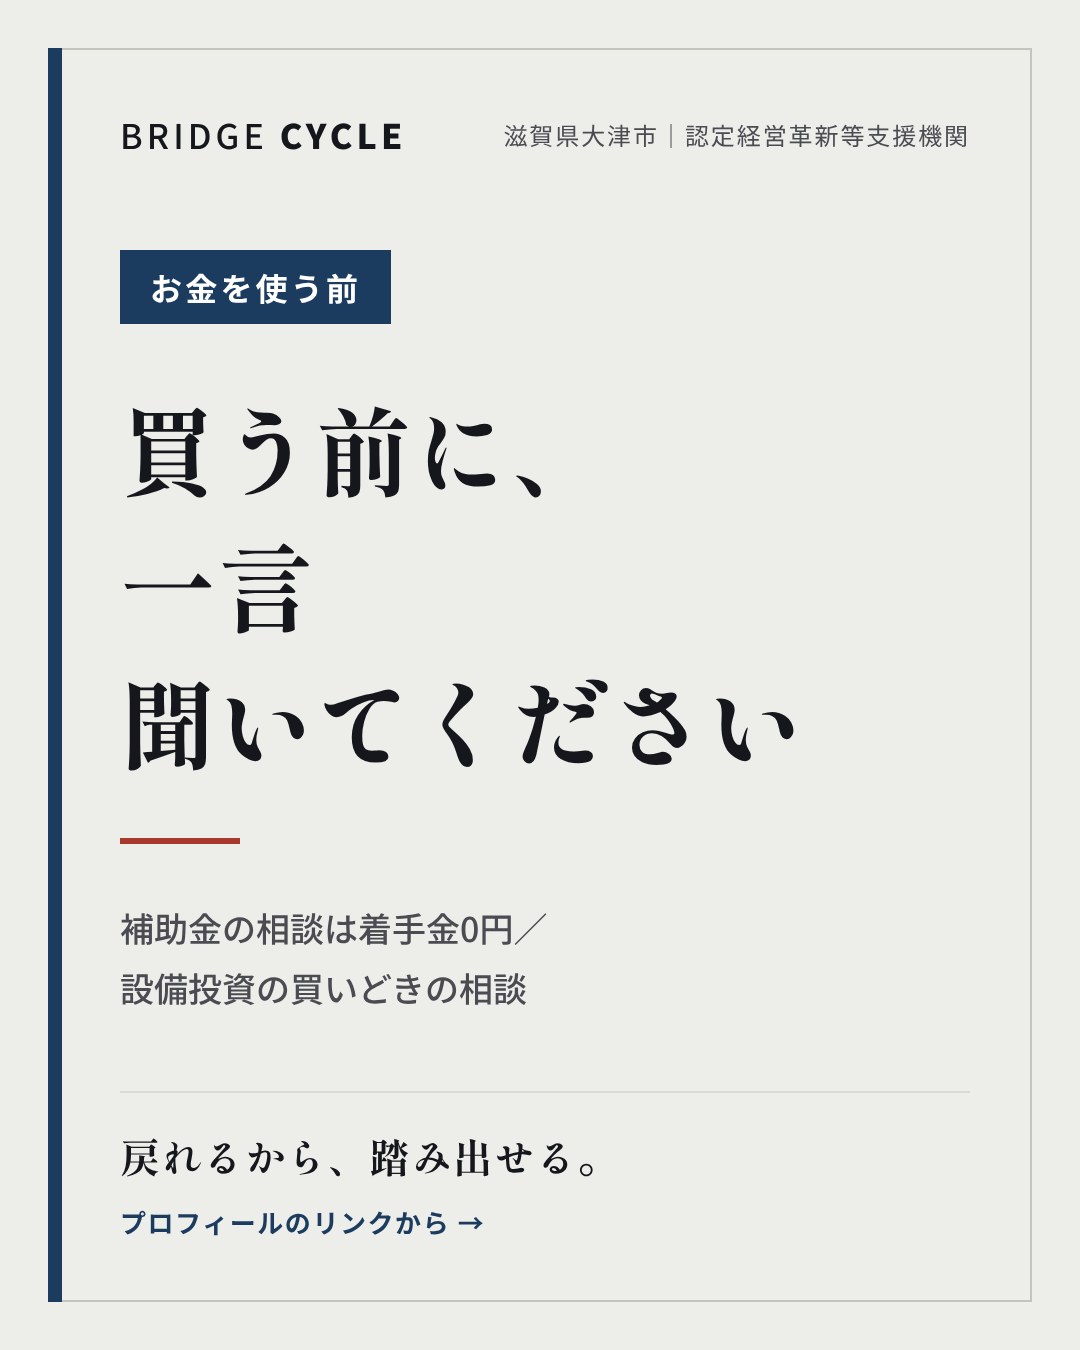 BRIDGE CYCLE
滋賀県大津市｜認定経営革新等支援機関
お金を使う前
買う前に、
一言
聞いてください
補助金の相談は着手金0円／
設備投資の買いどきの相談
戻れるから、踏み出せる。
プロフィールのリンクから →